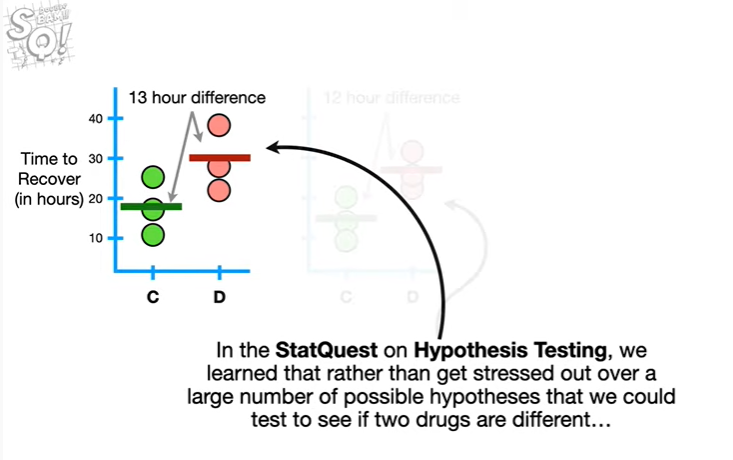 13 hour difference
12 hour difference
40
Time to
Recover
(in hours)
30
20
10
C
D
C
D
In the StatQuest on Hypothesis Testing, we
learned that rather than get stressed out over a
large number of possible hypotheses that we could
test to see if two drugs are different…